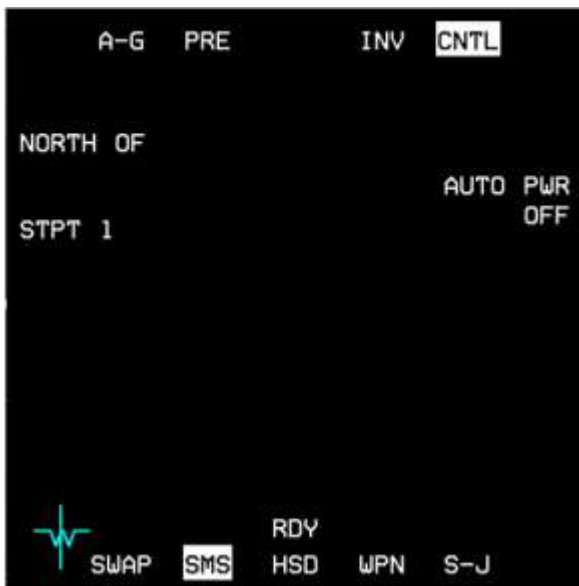 A-G PRE INV CNTL
NORTH OF
AUTO PWR
OFF
STPT 1
RDY
SWAP SMS HSD WPN S-J